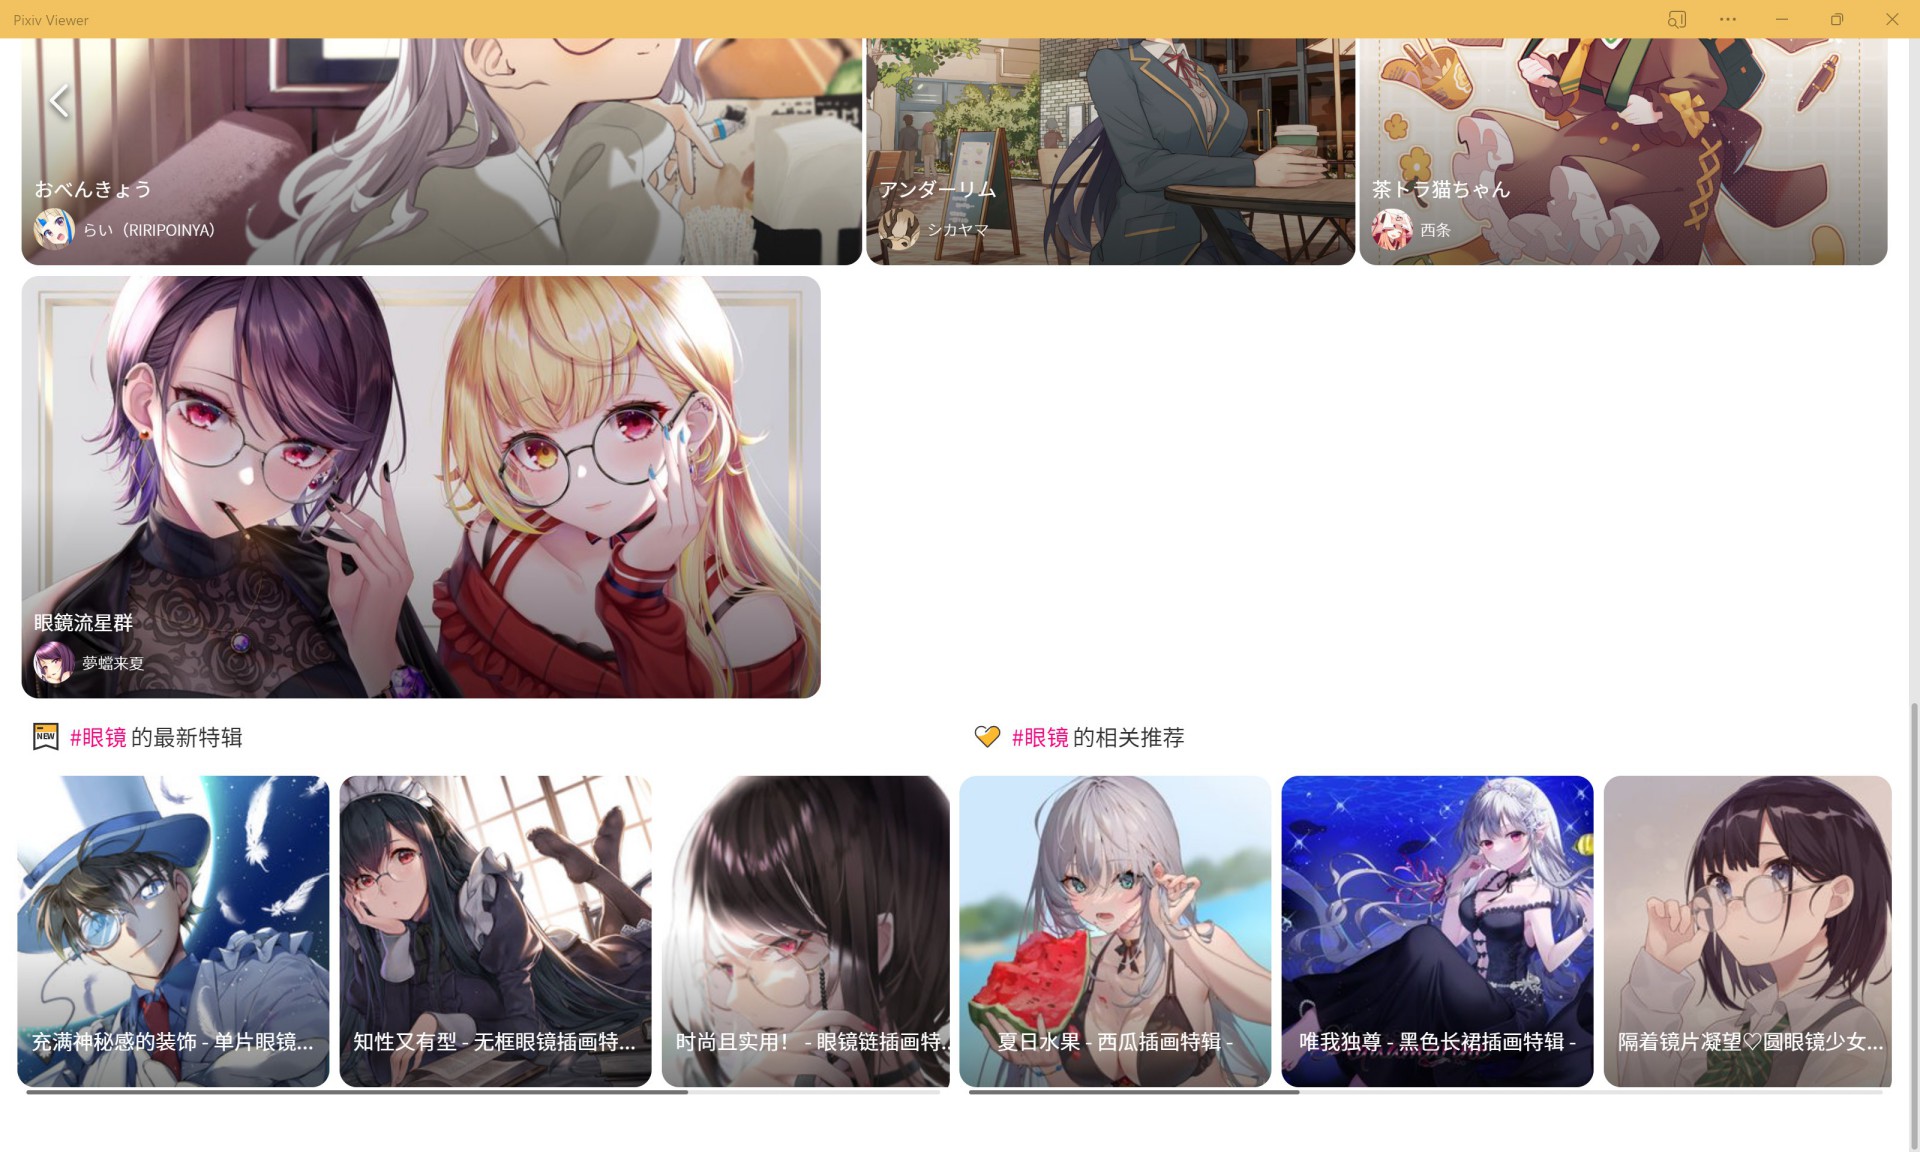 Pixiv Viewer
おべんきょう
らい（RIRIPOINYA）
アンダーリム
シカヤマ
茶トラ猫ちゃん
西条
眼鏡流星群
夢蟷来夏
NEW
#眼镜 的最新特辑
#眼镜 的相关推荐
充满神秘感的装饰 - 单片眼镜...
知性又有型 - 无框眼镜插画特...
时尚且实用！ - 眼镜链插画特...
夏日水果 - 西瓜插画特辑 -
唯我独尊 - 黑色长裙插画特辑 -
隔着镜片凝望♡圆眼镜少女...